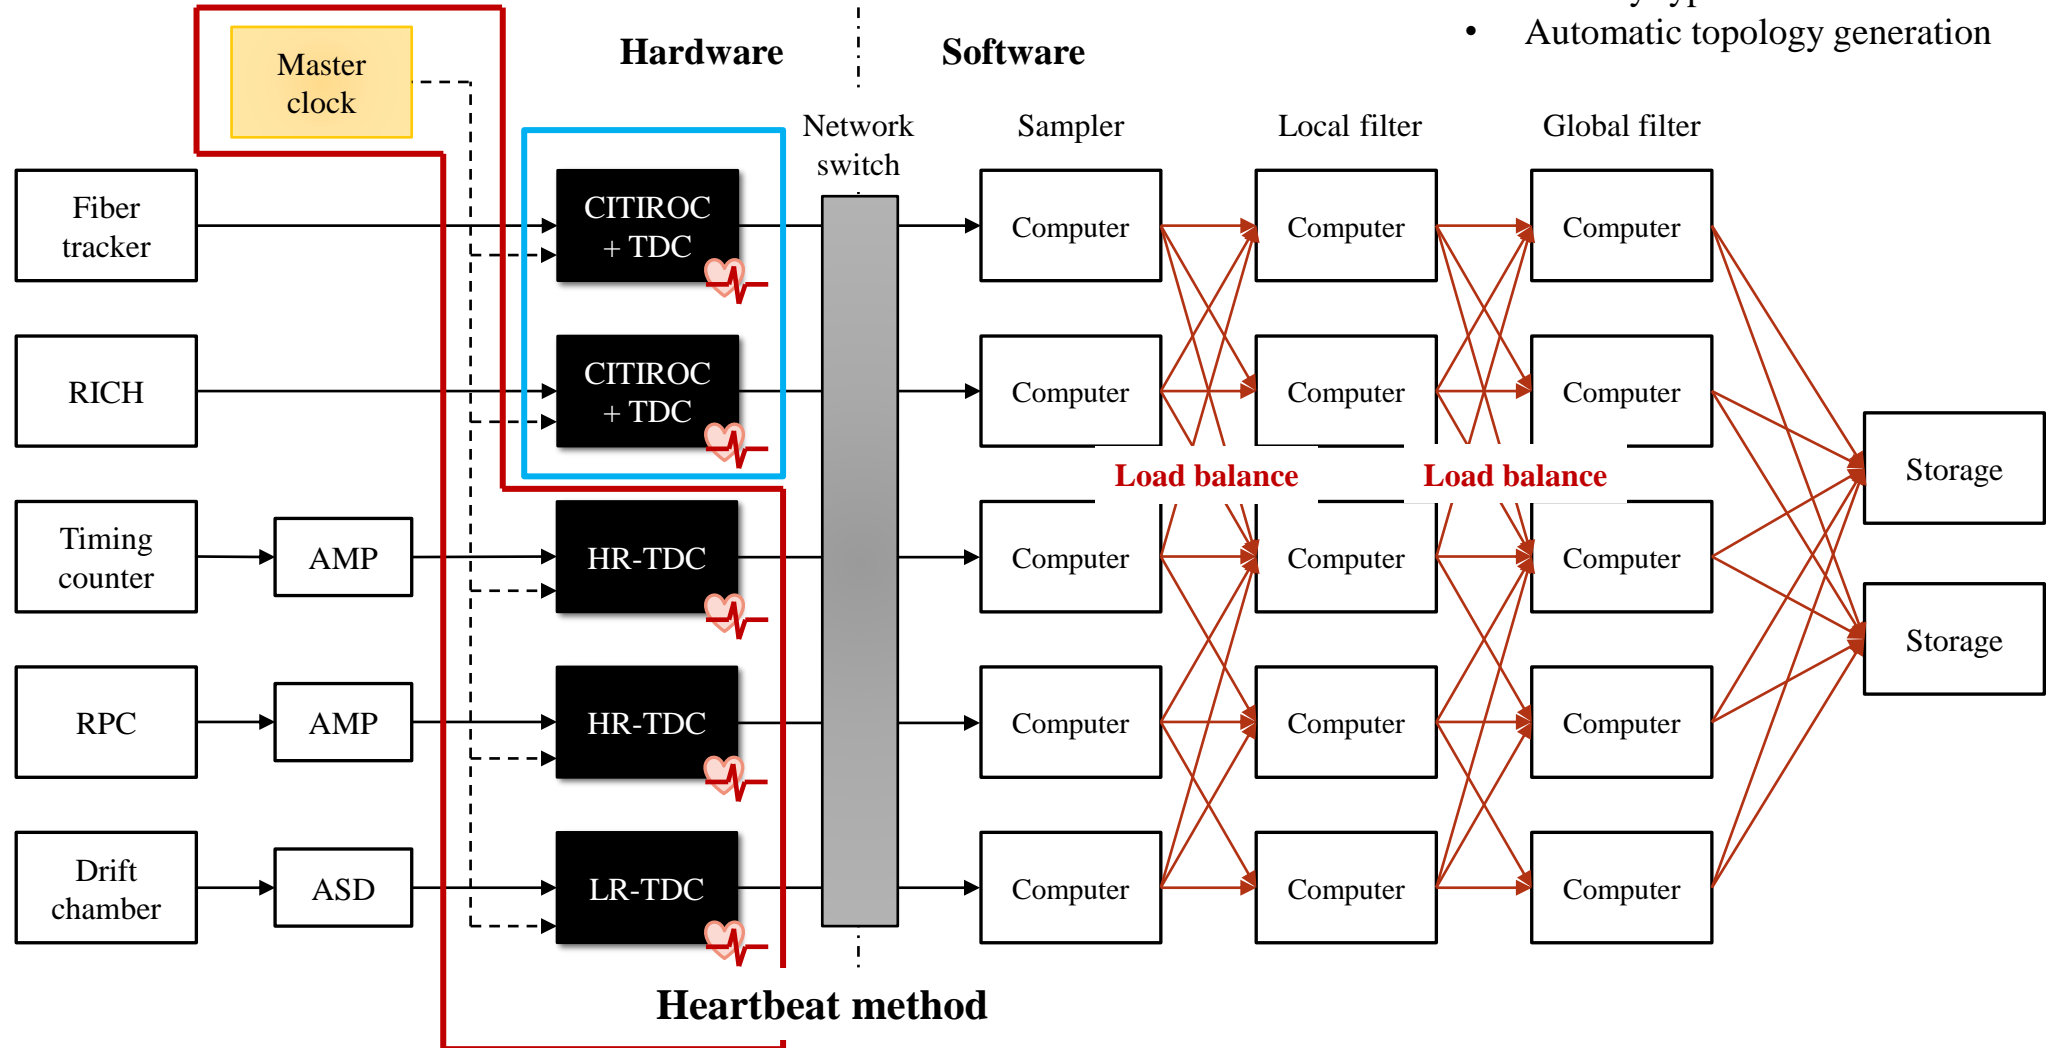 • Automatic topology generation
Hardware
Software
Master
clock
Network
switch
Sampler
Local filter
Global filter
Fiber
tracker
CITIROC
+ TDC
Computer
Computer
Computer
RICH
CITIROC
+ TDC
Computer
Computer
Computer
Load balance
Load balance
Storage
Timing
counter
AMP
HR-TDC
Computer
Computer
Computer
Storage
RPC
AMP
HR-TDC
Computer
Computer
Computer
Drift
chamber
ASD
LR-TDC
Computer
Computer
Computer
Heartbeat method